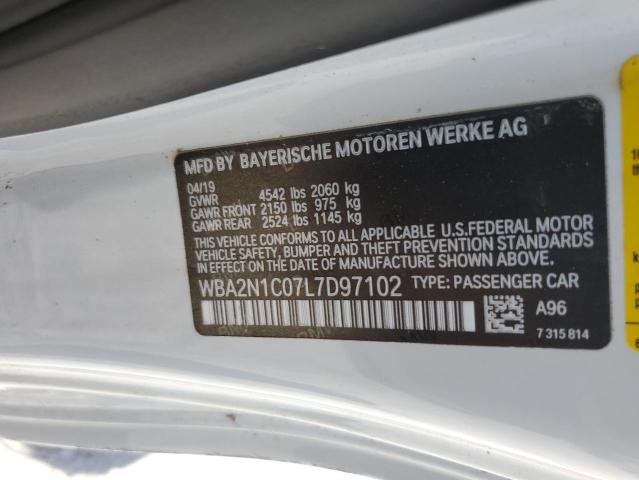 MFD BY BAYERISCHE MOTOREN WERKE AG
04/19
GVWR 4542 lbs 2060 kg
GAWR FRONT 2150 lbs 975 kg
GAWR REAR 2524 lbs 1145 kg
THIS VEHICLE CONFORMS TO ALL APPLICABLE U.S.FEDERAL MOTOR
VEHICLE SAFETY, BUMPER, AND THEFT PREVENTION STANDARDS
IN EFFECT ON THE DATE OF MANUFACTURE SHOWN ABOVE.
WBA2N1C07L7D97102 TYPE: PASSENGER CAR
A96
7 315 814